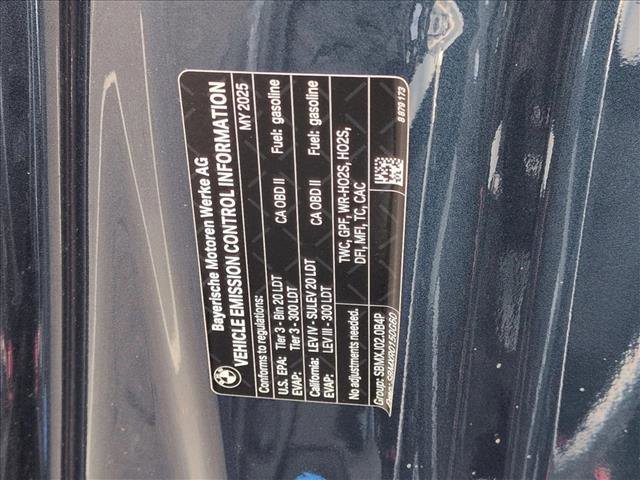 Bayerische Motoren Werke AG
VEHICLE EMISSION CONTROL INFORMATION
Conforms to regulations: MY 2025
U.S. EPA: Tier 3 - Bin 20 LDT CA OBD II Fuel: gasoline
EVAP: Tier 3 - 300 LDT
California: LEV IV - SULEV 20 LDT CA OBD II Fuel: gasoline
EVAP: LEV III - 300 LDT
No adjustments needed. TWC, GPF, WR-HO2S, HO2S,
DFI, MFI, TC, CAC
Group: SBMXJ02.0B4P
8 879 173